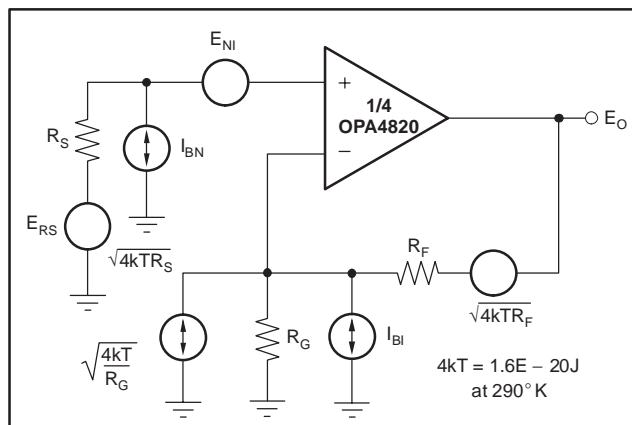 E_NI
+
1/4
OPA4820
−
E_O
R_S
I_BN
E_RS
√4kTR_S
R_F
√4kTR_F
√4kT/R_G
R_G
I_BI
4kT = 1.6E − 20J
at 290°K